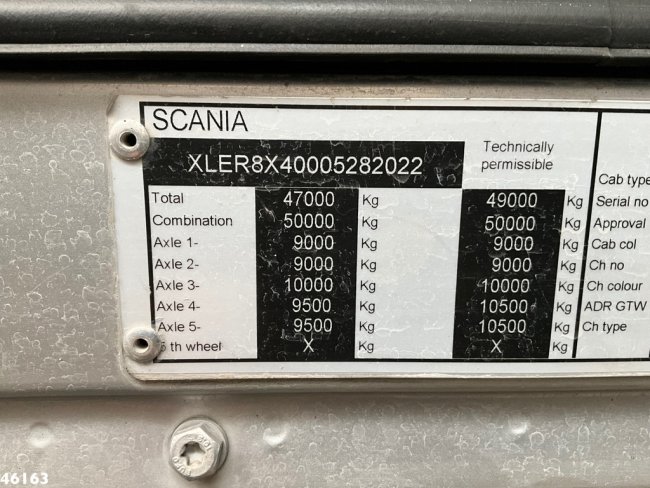 SCANIA
XLER8X40005282022
Technically
permissible
Total 47000 Kg 49000 Kg
Combination 50000 Kg 50000 Kg
Axle 1- 9000 Kg 9000 Kg
Axle 2- 9000 Kg 9000 Kg
Axle 3- 10000 Kg 10000 Kg
Axle 4- 9500 Kg 10500 Kg
Axle 5- 9500 Kg 10500 Kg
th wheel X Kg X Kg
Cab type
Serial no
Approval
Cab col
Ch no
Ch colour
ADR GTW
Ch type
46163